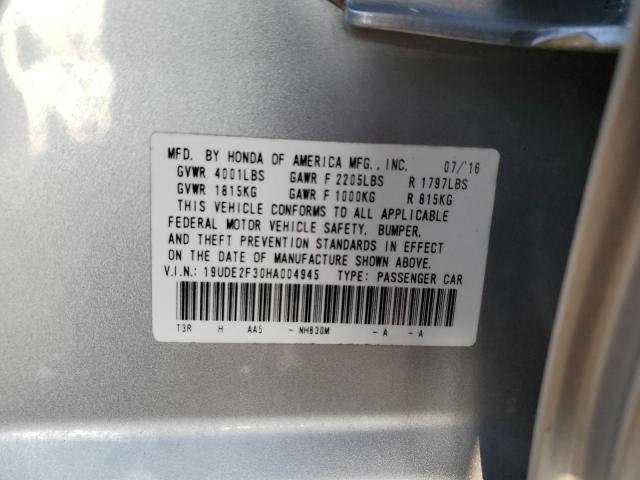 MFD. BY HONDA OF AMERICA MFG., INC. 07/'16
GVWR 4001LBS GAWR F 2205LBS R 1797LBS
GVWR 1815KG GAWR F 1000KG R 815KG
THIS VEHICLE CONFORMS TO ALL APPLICABLE
FEDERAL MOTOR VEHICLE SAFETY, BUMPER,
AND THEFT PREVENTION STANDARDS IN EFFECT
ON THE DATE OF MANUFACTURE SHOWN ABOVE.
V.I.N.: 19UDE2F30HA004945 TYPE: PASSENGER CAR
T3R H AA5 - NH830M - A - A